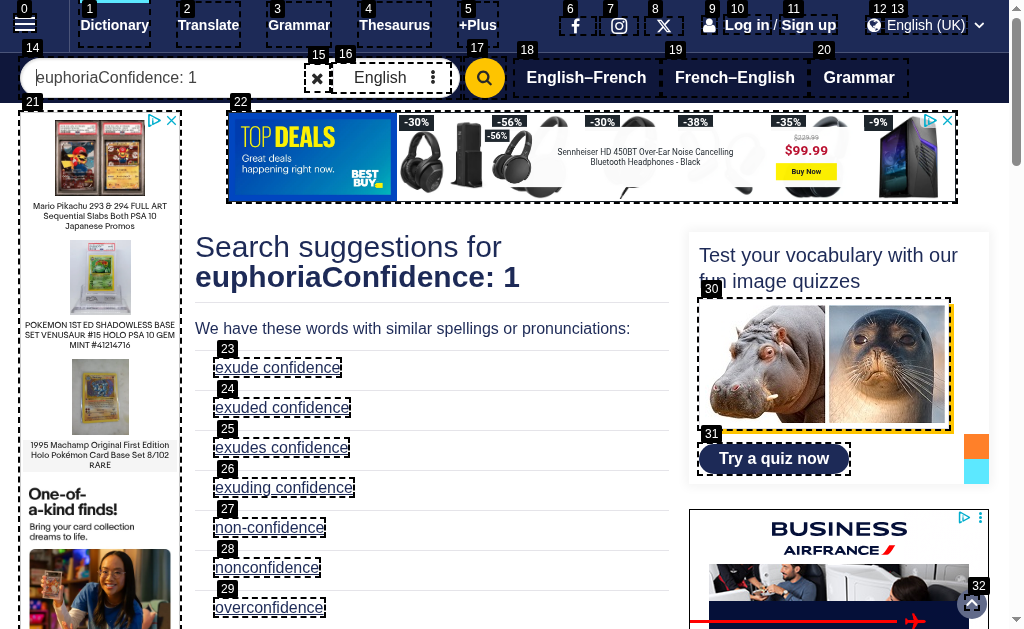 0
1
2
3
4
5
6
7
8
9
10
11
12
13
Dictionary
Translate
Grammar
Thesaurus
+Plus
Log in / Sign up
English (UK)
14
15
16
17
18
19
20
euphoriaConfidence: 1
English
English–French
French–English
Grammar
21
22
TOP DEALS
Great deals
happening right now.
BEST
BUY
-30%
-56%
-56%
-30%
-38%
-35%
-9%
Sennheiser HD 450BT Over-Ear Noise Cancelling
Bluetooth Headphones - Black
$229.99
$99.99
Buy Now
Mario Pikachu 293 & 294 FULL ART
Sequential Slabs Both PSA 10
Japanese Promos
POKEMON 1ST ED SHADOWLESS BASE
SET VENUSAUR #15 HOLO PSA 10 GEM
MINT #41214716
1995 Machamp Original First Edition
Holo Pokémon Card Base Set 8/102
RARE
One-of-
a-kind finds!
Bring your card collection
dreams to life.
Search suggestions for
euphoriaConfidence: 1
We have these words with similar spellings or pronunciations:
23
exude confidence
24
exuded confidence
25
exudes confidence
26
exuding confidence
27
non-confidence
28
nonconfidence
29
overconfidence
Test your vocabulary with our
fun image quizzes
30
31
Try a quiz now
BUSINESS
AIRFRANCE
32